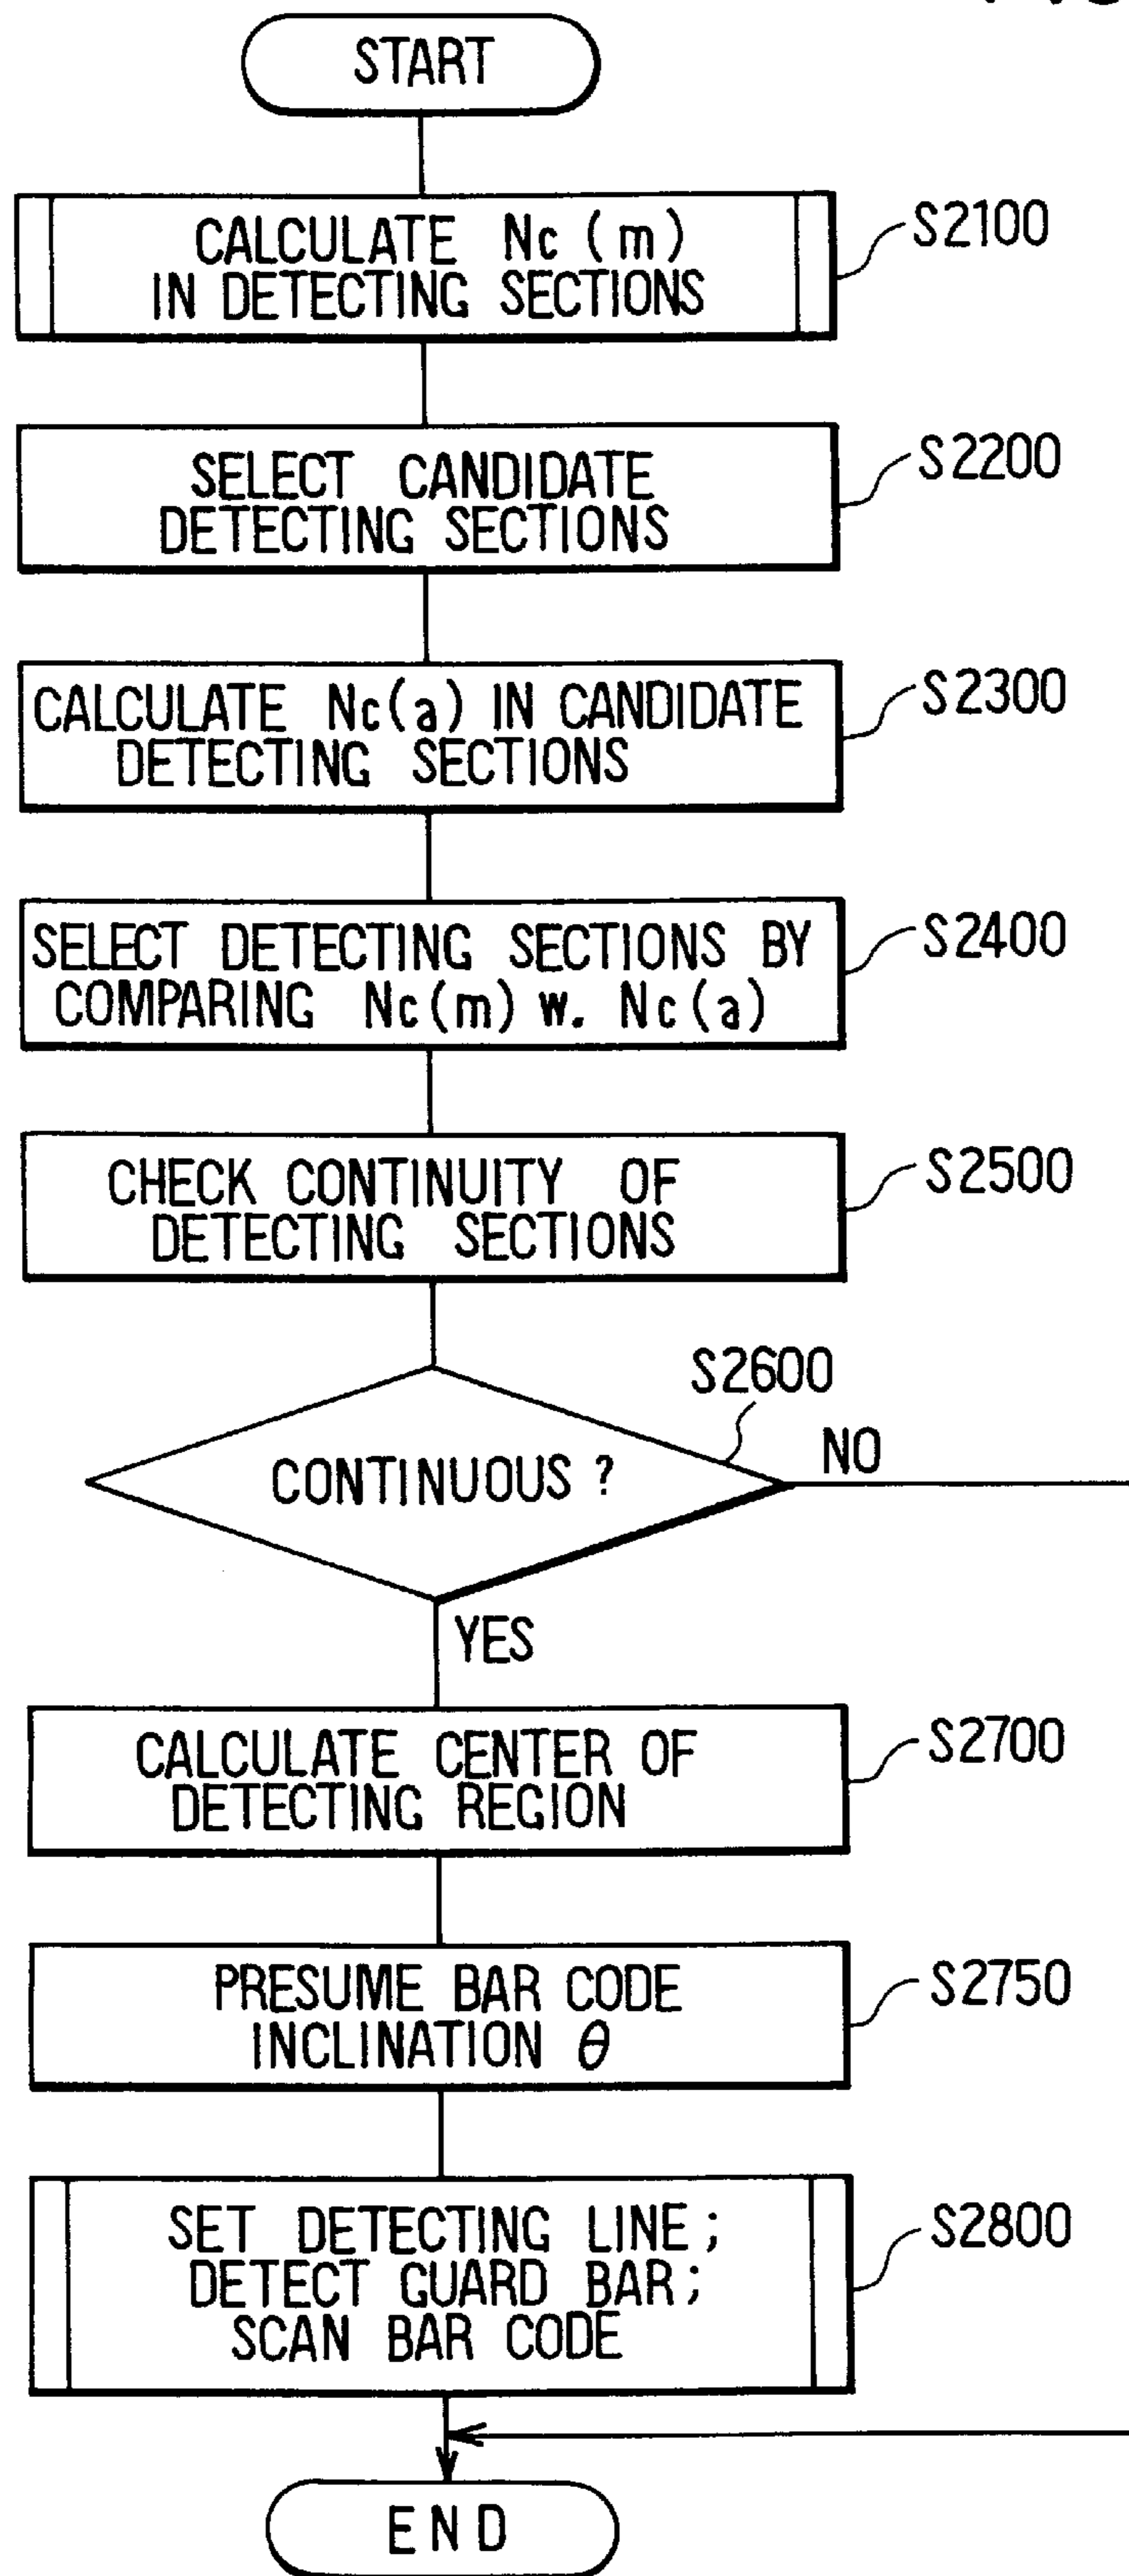 START
CALCULATE Nc (m)
IN DETECTING SECTIONS
S2100
SELECT CANDIDATE
DETECTING SECTIONS
S2200
CALCULATE Nc(a) IN CANDIDATE
DETECTING SECTIONS
S2300
SELECT DETECTING SECTIONS BY
COMPARING Nc(m) w. Nc(a)
S2400
CHECK CONTINUITY OF
DETECTING SECTIONS
S2500
S2600
CONTINUOUS ?
NO
YES
CALCULATE CENTER OF
DETECTING REGION
S2700
PRESUME BAR CODE
INCLINATION θ
S2750
SET DETECTING LINE ;
DETECT GUARD BAR ;
SCAN BAR CODE
S2800
END